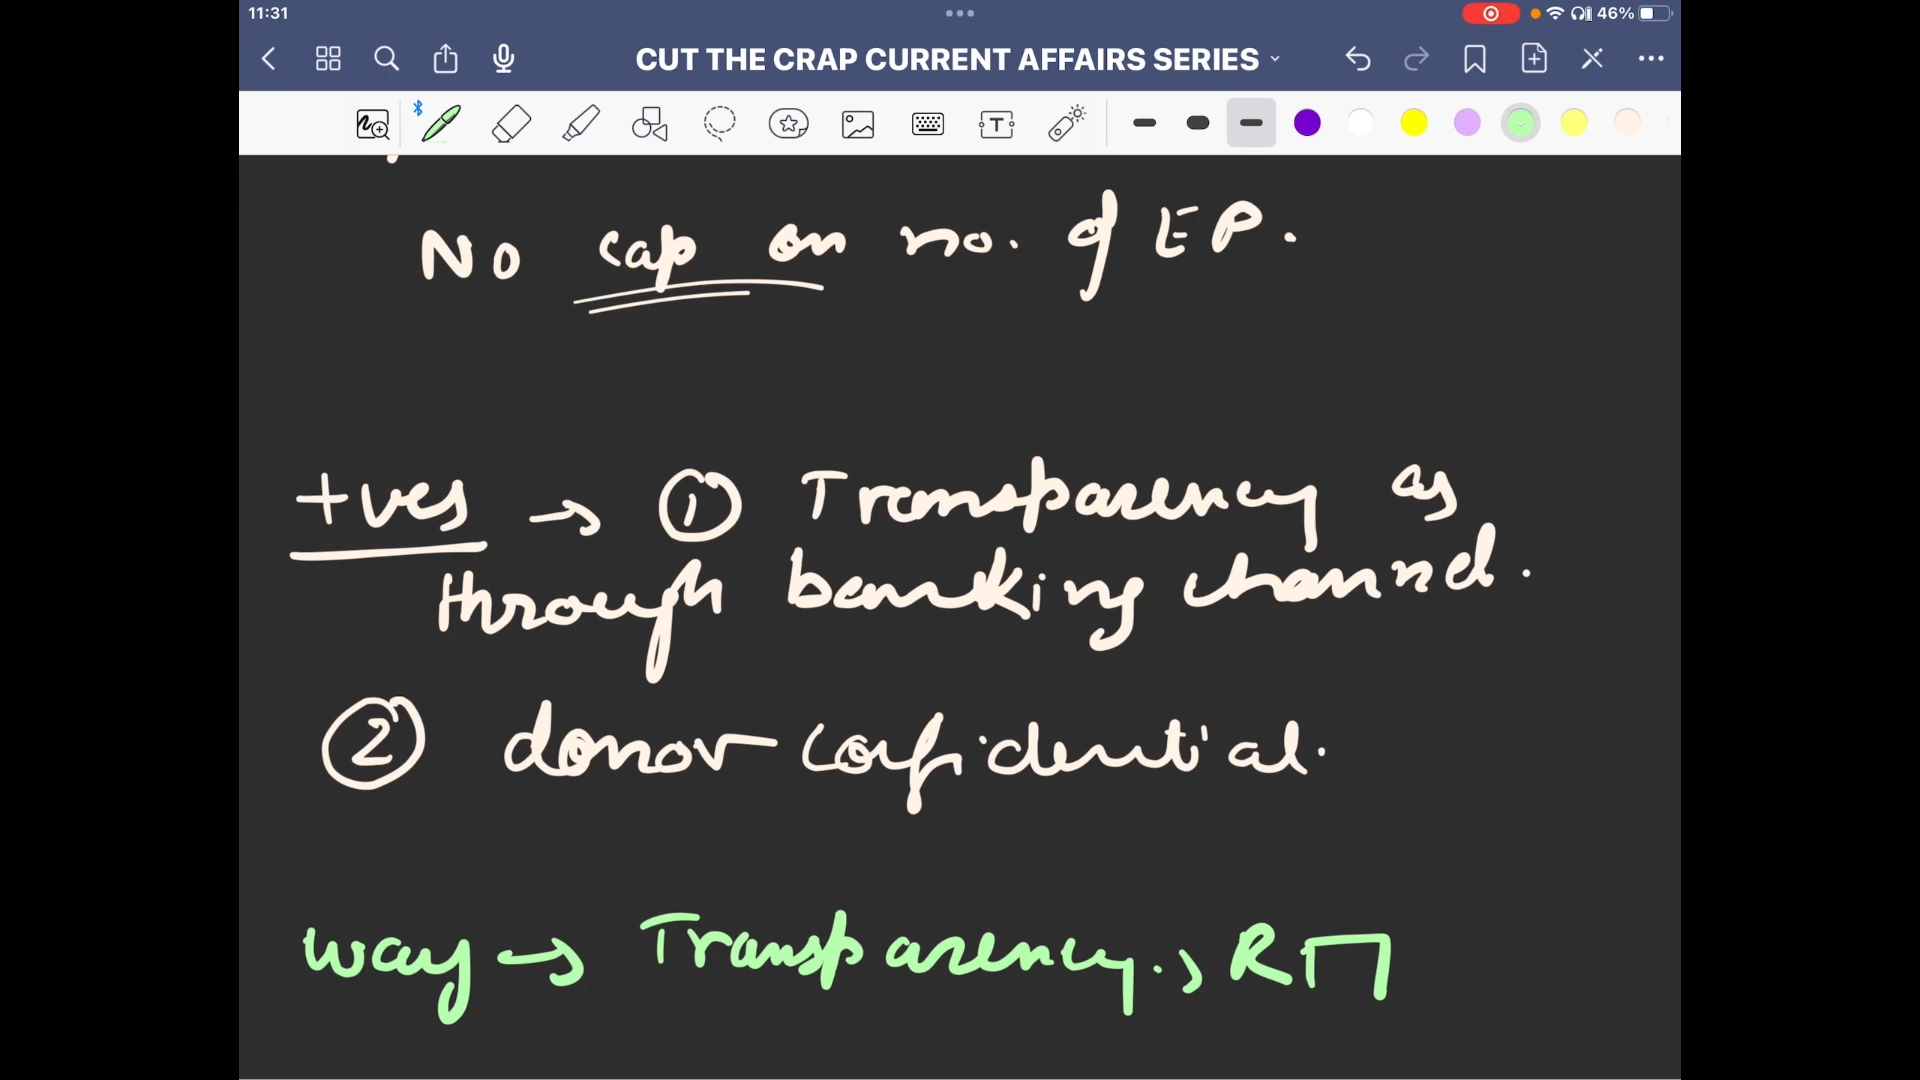 11:31
46%
CUT THE CRAP CURRENT AFFAIRS SERIES
No cap on no. of EP.
+ves → ① Transparency as
through banking channel.
② donor confidential.
way → Transparency., RTI